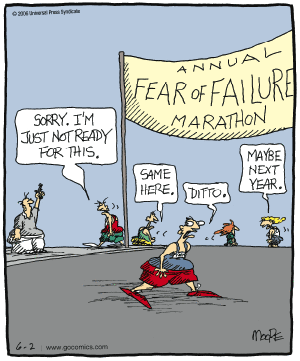 © 2006 Universal Press Syndicate
ANNUAL
FEAR OF FAILURE
MARATHON
SORRY. I'M
JUST NOT READY
FOR THIS.
SAME
HERE.
DITTO.
MAYBE
NEXT
YEAR.
MOORE
6-2
www.gocomics.com